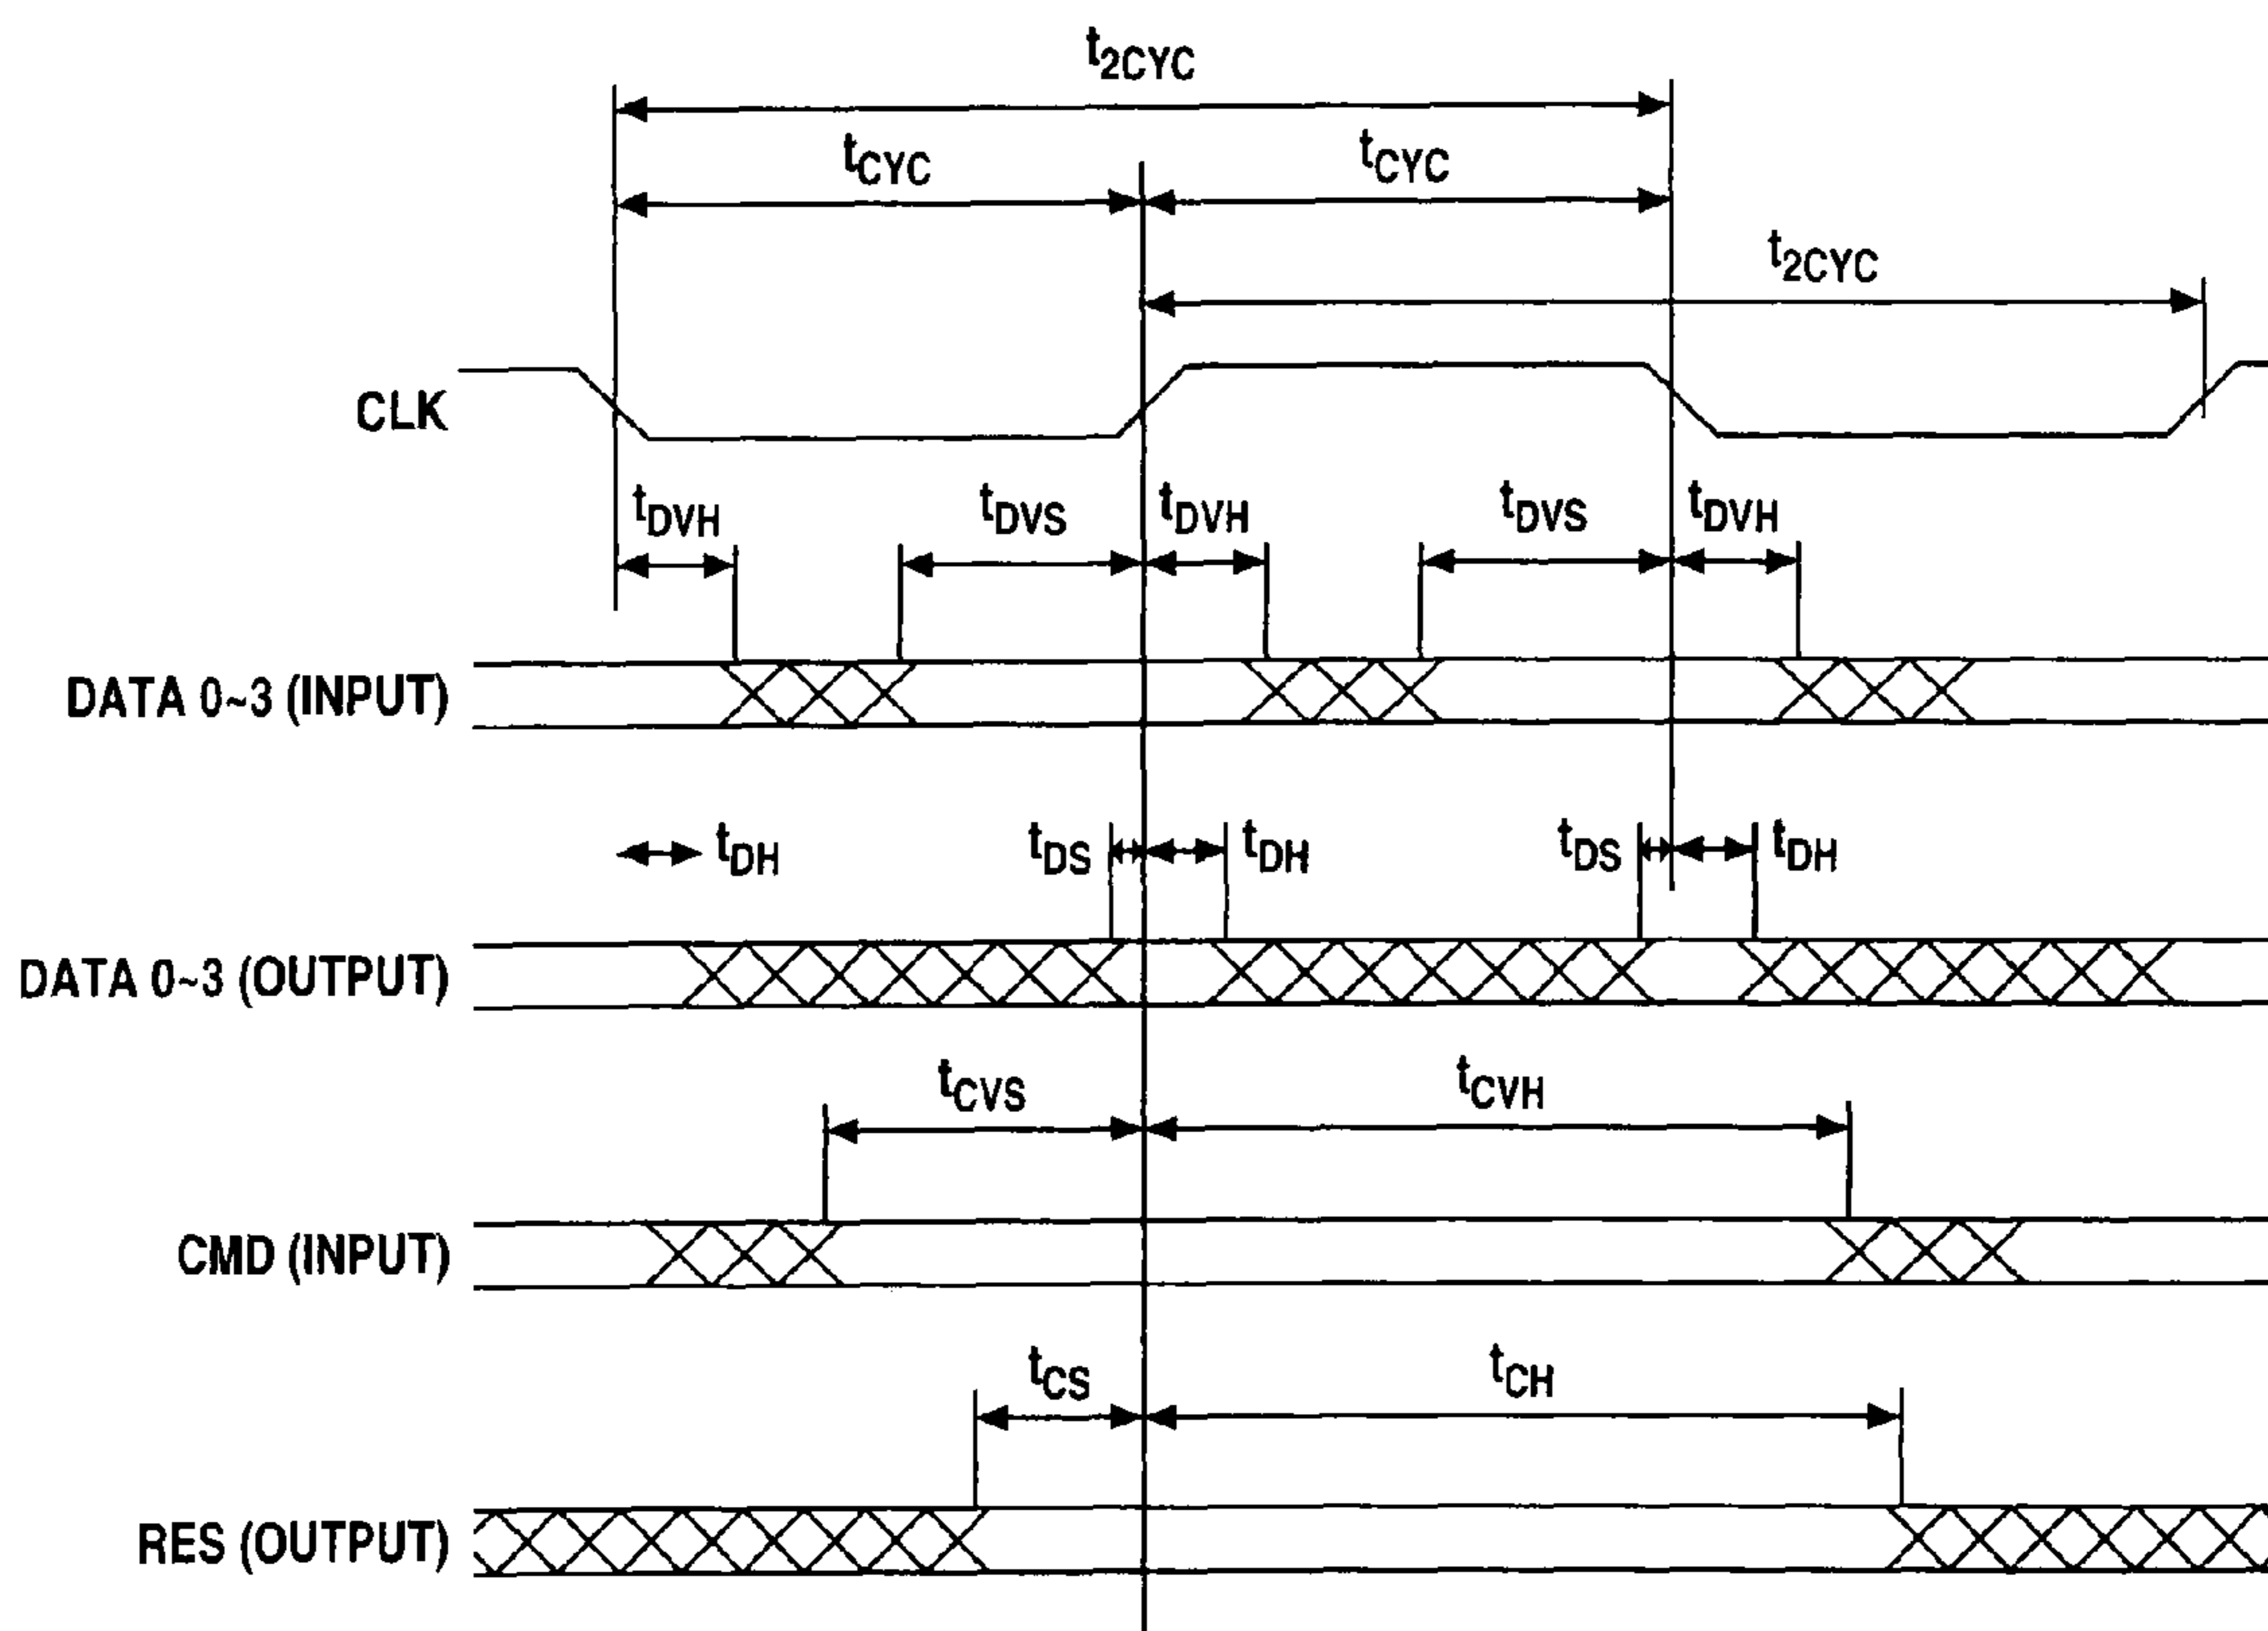 t2CYC
tCYC tCYC
t2CYC
CLK
tDVH tDVS tDVH tDVS tDVH
DATA 0~3 (INPUT)
tDH tDS tDH tDS tDH
DATA 0~3 (OUTPUT)
tCVS tCVH
CMD (INPUT)
tCS tCH
RES (OUTPUT)